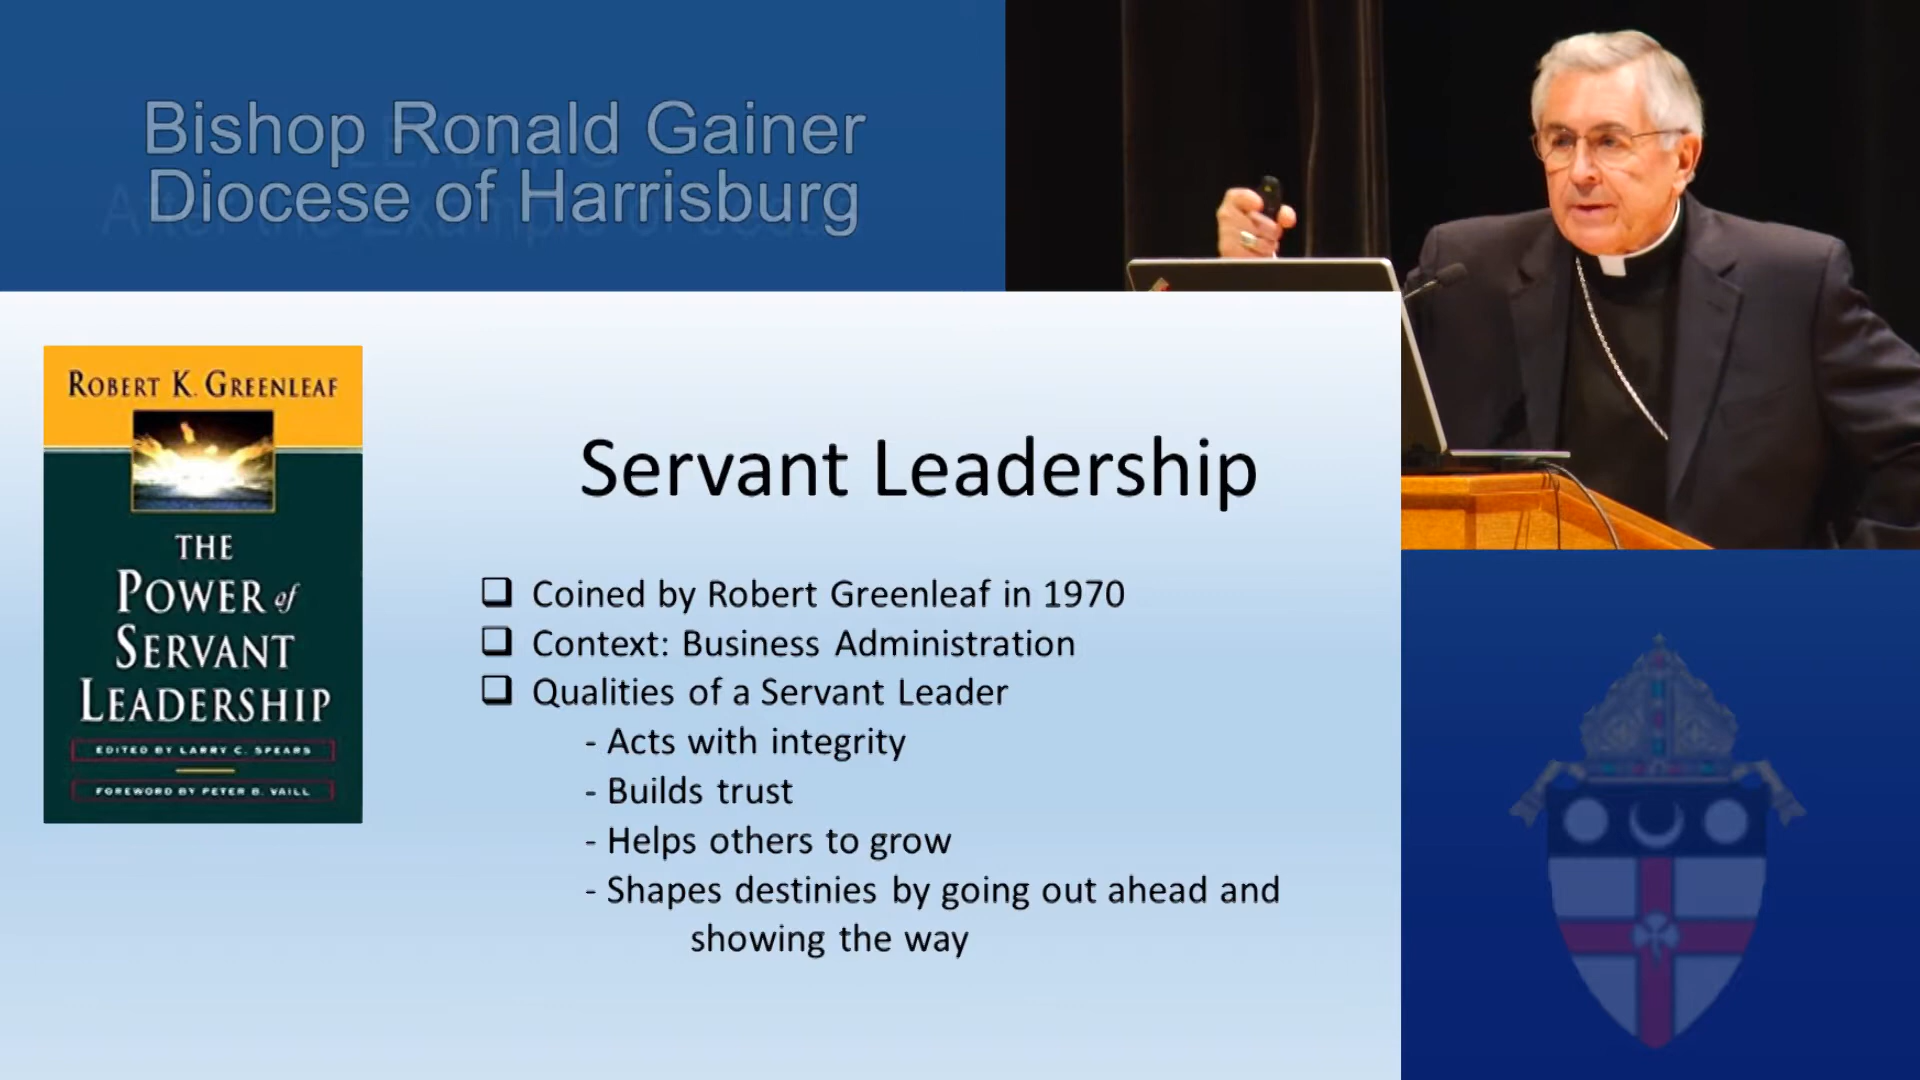 Bishop Ronald Gainer
Diocese of Harrisburg
ROBERT K. GREENLEAF
THE
POWER of
SERVANT
LEADERSHIP
EDITED BY LARRY C. SPEARS
FOREWORD BY PETER B. VAILL
Servant Leadership
❑ Coined by Robert Greenleaf in 1970
❑ Context: Business Administration
❑ Qualities of a Servant Leader
- Acts with integrity
- Builds trust
- Helps others to grow
- Shapes destinies by going out ahead and
showing the way